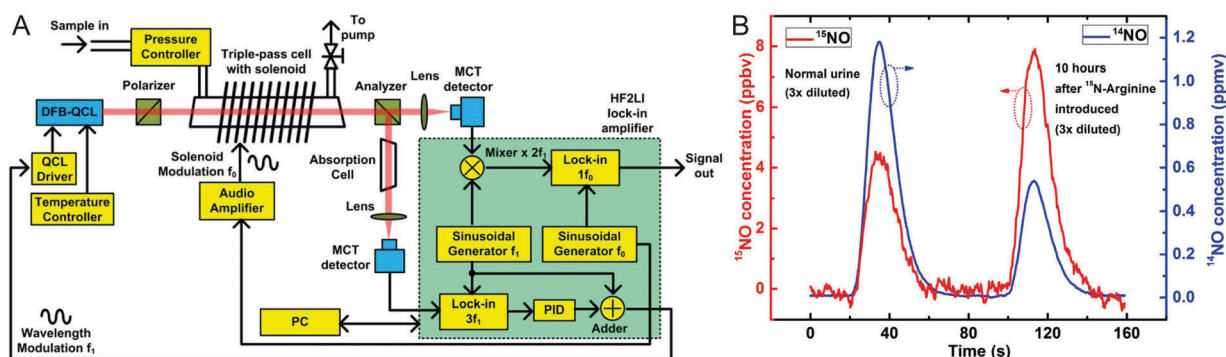 A
Sample in
Pressure
Controller
To
pump
Triple-pass cell
with solenoid
Polarizer
Analyzer
Lens
MCT
detector
HF2LI
lock-in
amplifier
DFB-QCL
QCL
Driver
Temperature
Controller
Solenoid
Modulation f₀
Audio
Amplifier
Absorption
Cell
Lens
MCT
detector
Mixer x 2f₁
Lock-in
1f₀
Signal
out
Sinusoidal
Generator f₁
Sinusoidal
Generator f₀
Lock-in
3f₁
PID
Adder
PC
Wavelength
Modulation f₁
B
¹⁵NO
¹⁴NO
Normal urine
(3x diluted)
10 hours
after ¹⁵N-Arginine
introduced
(3x diluted)
¹⁵NO concentration (ppbv)
8
6
4
2
0
¹⁴NO concentration (ppmv)
1.2
1.0
0.8
0.6
0.4
0.2
0.0
0 40 80 120 160
Time (s)